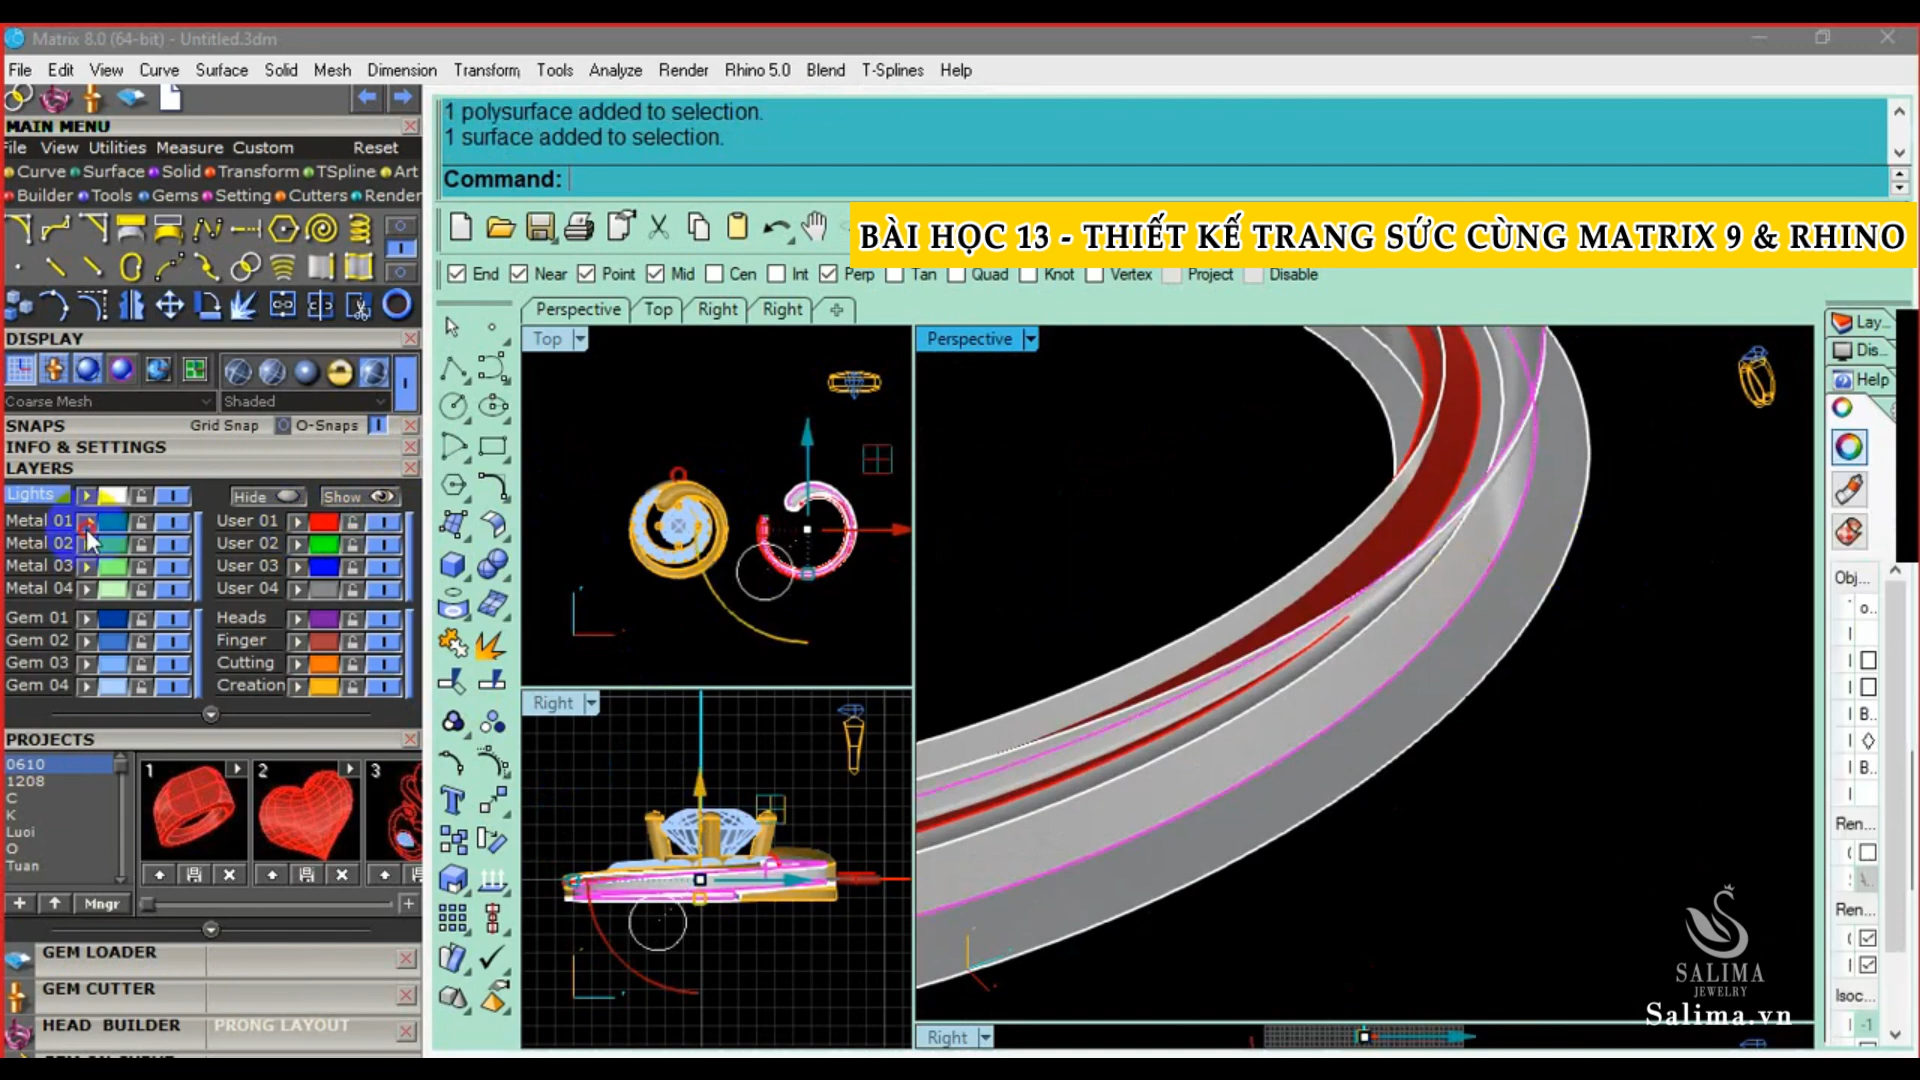 Matrix 8.0 (64-bit) - Untitled.3dm
File Edit View Curve Surface Solid Mesh Dimension Transform Tools Analyze Render Rhino 5.0 Blend T-Splines Help
1 polysurface added to selection.
1 surface added to selection.
Command:
MAIN MENU
File View Utilities Measure Custom Reset
Curve Surface Solid Transform TSpline Art
Builder Tools Gems Setting Cutters Render
BÀI HỌC 13 - THIẾT KẾ TRANG SỨC CÙNG MATRIX 9 & RHINO
End Near Point Mid Cen Int Perp Tan Quad Knot Vertex Project Disable
Perspective Top Right Right
DISPLAY
Coarse Mesh Shaded
SNAPS Grid Snap O-Snaps
INFO & SETTINGS
LAYERS
Lights Hide Show
Metal 01 User 01
Metal 02 User 02
Metal 03 User 03
Metal 04 User 04
Gem 01 Heads
Gem 02 Finger
Gem 03 Cutting
Gem 04 Creation
PROJECTS
0610
1208
C
K
Luoi
O
Tuan
1 2 3
Mngr
GEM LOADER
GEM CUTTER
HEAD BUILDER PRONG LAYOUT
Top
Perspective
Right
Right
Lay...
Dis...
Help
Obj...
o..
B..
B..
Ren...
Ren...
Isoc...
-1
SALIMA
JEWELRY
Salima.vn